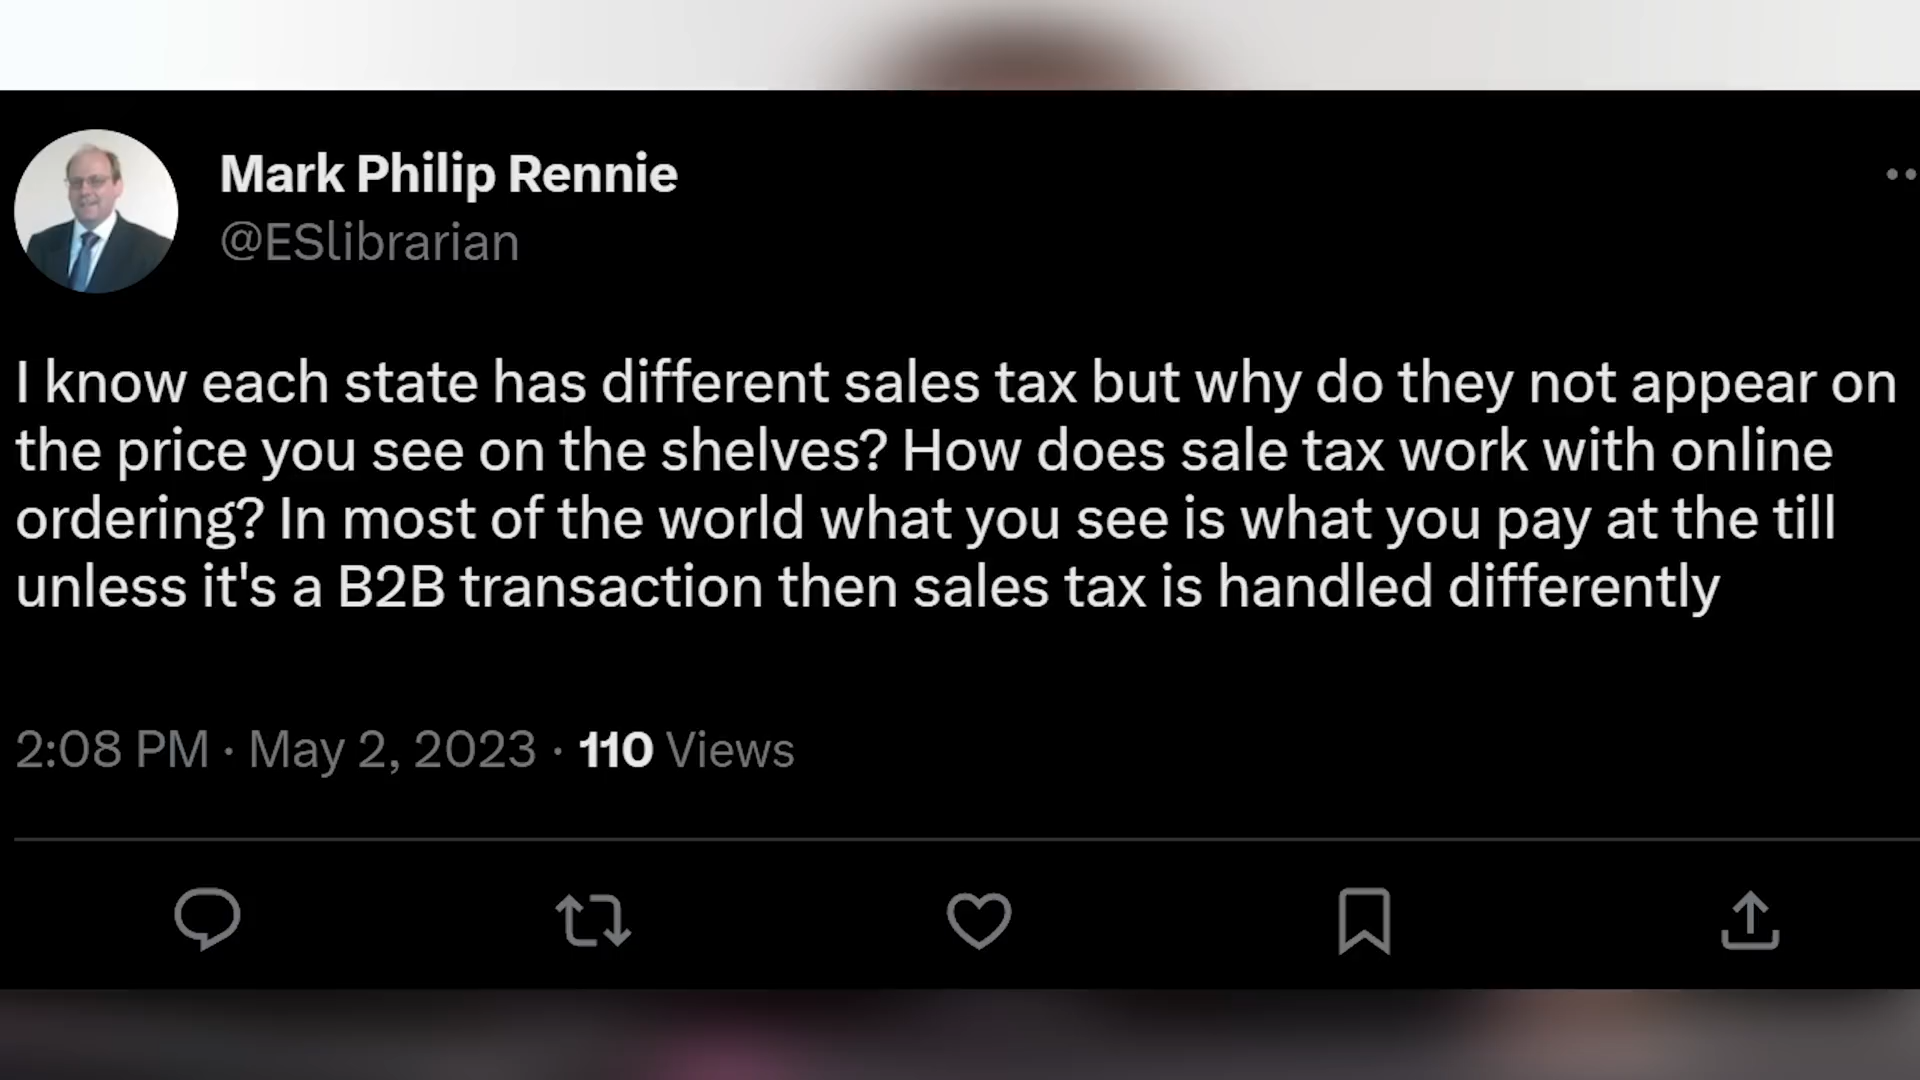 Mark Philip Rennie
@ESlibrarian
I know each state has different sales tax but why do they not appear on
the price you see on the shelves? How does sale tax work with online
ordering? In most of the world what you see is what you pay at the till
unless it's a B2B transaction then sales tax is handled differently
2:08 PM · May 2, 2023 · 110 Views